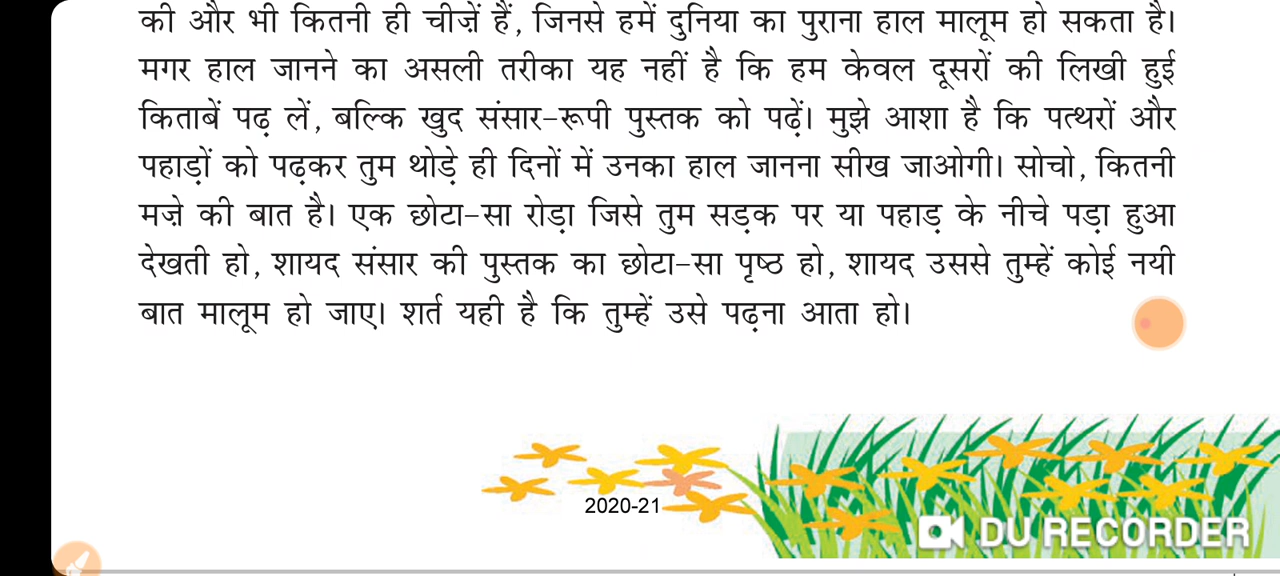 की और भी कितनी ही चीज़ें हैं, जिनसे हमें दुनिया का पुराना हाल मालूम हो सकता है।
मगर हाल जानने का असली तरीका यह नहीं है कि हम केवल दूसरों की लिखी हुई
किताबें पढ़ लें, बल्कि खुद संसार-रूपी पुस्तक को पढ़ें। मुझे आशा है कि पत्थरों और
पहाड़ों को पढ़कर तुम थोड़े ही दिनों में उनका हाल जानना सीख जाओगी। सोचो, कितनी
मज़े की बात है। एक छोटा-सा रोड़ा जिसे तुम सड़क पर या पहाड़ के नीचे पड़ा हुआ
देखती हो, शायद संसार की पुस्तक का छोटा-सा पृष्ठ हो, शायद उससे तुम्हें कोई नयी
बात मालूम हो जाए। शर्त यही है कि तुम्हें उसे पढ़ना आता हो।
2020-21
DU RECORDER